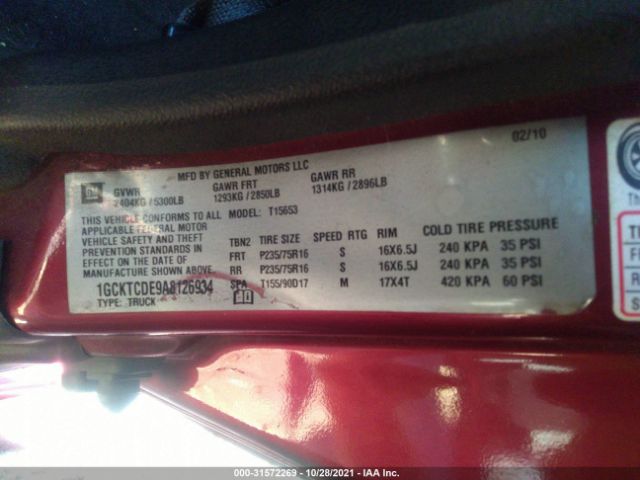 02/10
MFD BY GENERAL MOTORS LLC
GM
GVWR GAWR FRT GAWR RR
2404KG / 5300LB 1293KG / 2850LB 1314KG / 2896LB
THIS VEHICLE CONFORMS TO ALL MODEL: T15653
APPLICABLE FEDERAL MOTOR
VEHICLE SAFETY AND THEFT TBN2 TIRE SIZE SPEED RTG RIM COLD TIRE PRESSURE
PREVENTION STANDARDS IN FRT P235/75R16 S 16X6.5J 240 KPA 35 PSI
EFFECT ON THE DATE OF
MANUFACTURE SHOWN ABOVE. RR P235/75R16 S 16X6.5J 240 KPA 35 PSI
1GCKTCDE9A8126934 SPA T155/90D17 M 17X4T 420 KPA 60 PSI
TYPE: TRUCK
000-31572269 - 10/28/2021 - IAA Inc.